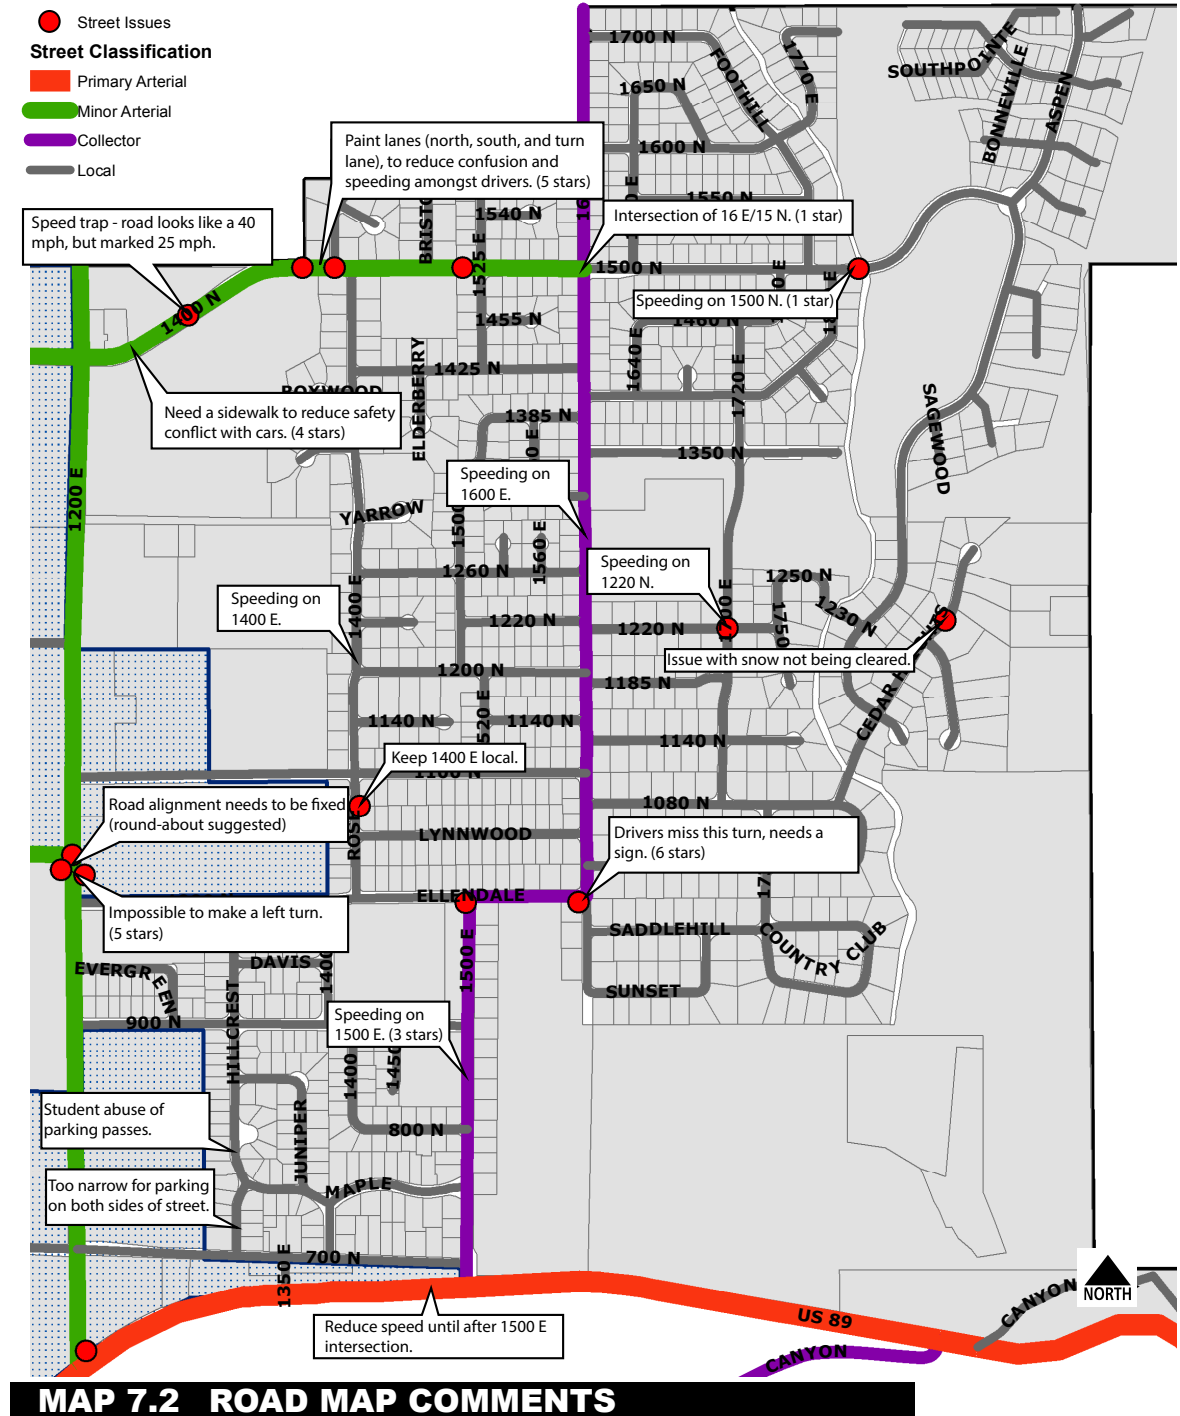 Street Issues
Street Classification
Primary Arterial
Minor Arterial
Collector
Local
Paint lanes (north, south, and turn
lane), to reduce confusion and
speeding amongst drivers. (5 stars)
Speed trap - road looks like a 40
mph, but marked 25 mph.
Intersection of 16 E/15 N. (1 star)
Speeding on 1500 N. (1 star)
Need a sidewalk to reduce safety
conflict with cars. (4 stars)
Speeding on
1600 E.
Speeding on
1220 N.
Speeding on
1400 E.
Issue with snow not being cleared.
Keep 1400 E local.
Road alignment needs to be fixed
(round-about suggested)
Drivers miss this turn, needs a
sign. (6 stars)
Impossible to make a left turn.
(5 stars)
Speeding on
1500 E. (3 stars)
Student abuse of
parking passes.
Too narrow for parking
on both sides of street.
Reduce speed until after 1500 E
intersection.
1700 N
1650 N
1600 N
1550 N
FOOTHILL
1770 E
SOUTHPOINTE
BONNEVILLE
ASPEN
1540 N
1525 E
1500 N
1400 N
1455 N
1460 N
1425 N
1640 E
1720 E
BOXWOOD
ELDERBERRY
1385 N
1350 N
SAGEWOOD
1200 E
YARROW
1560 E
1260 N
1250 N
1230 N
1400 E
1220 N
1220 N
1700 E
1750
1200 N
1185 N
1140 N
1140 N
1140 N
1100 N
1080 N
LYNNWOOD
ELLENDALE
SADDLEHILL
COUNTRY CLUB
SUNSET
1500 E
DAVIS
EVERGREEN
900 N
HILLCREST
1400
1450
800 N
JUNIPER
MAPLE
700 N
1350 E
US 89
CANYON
CANYON
NORTH
MAP 7.2 ROAD MAP COMMENTS